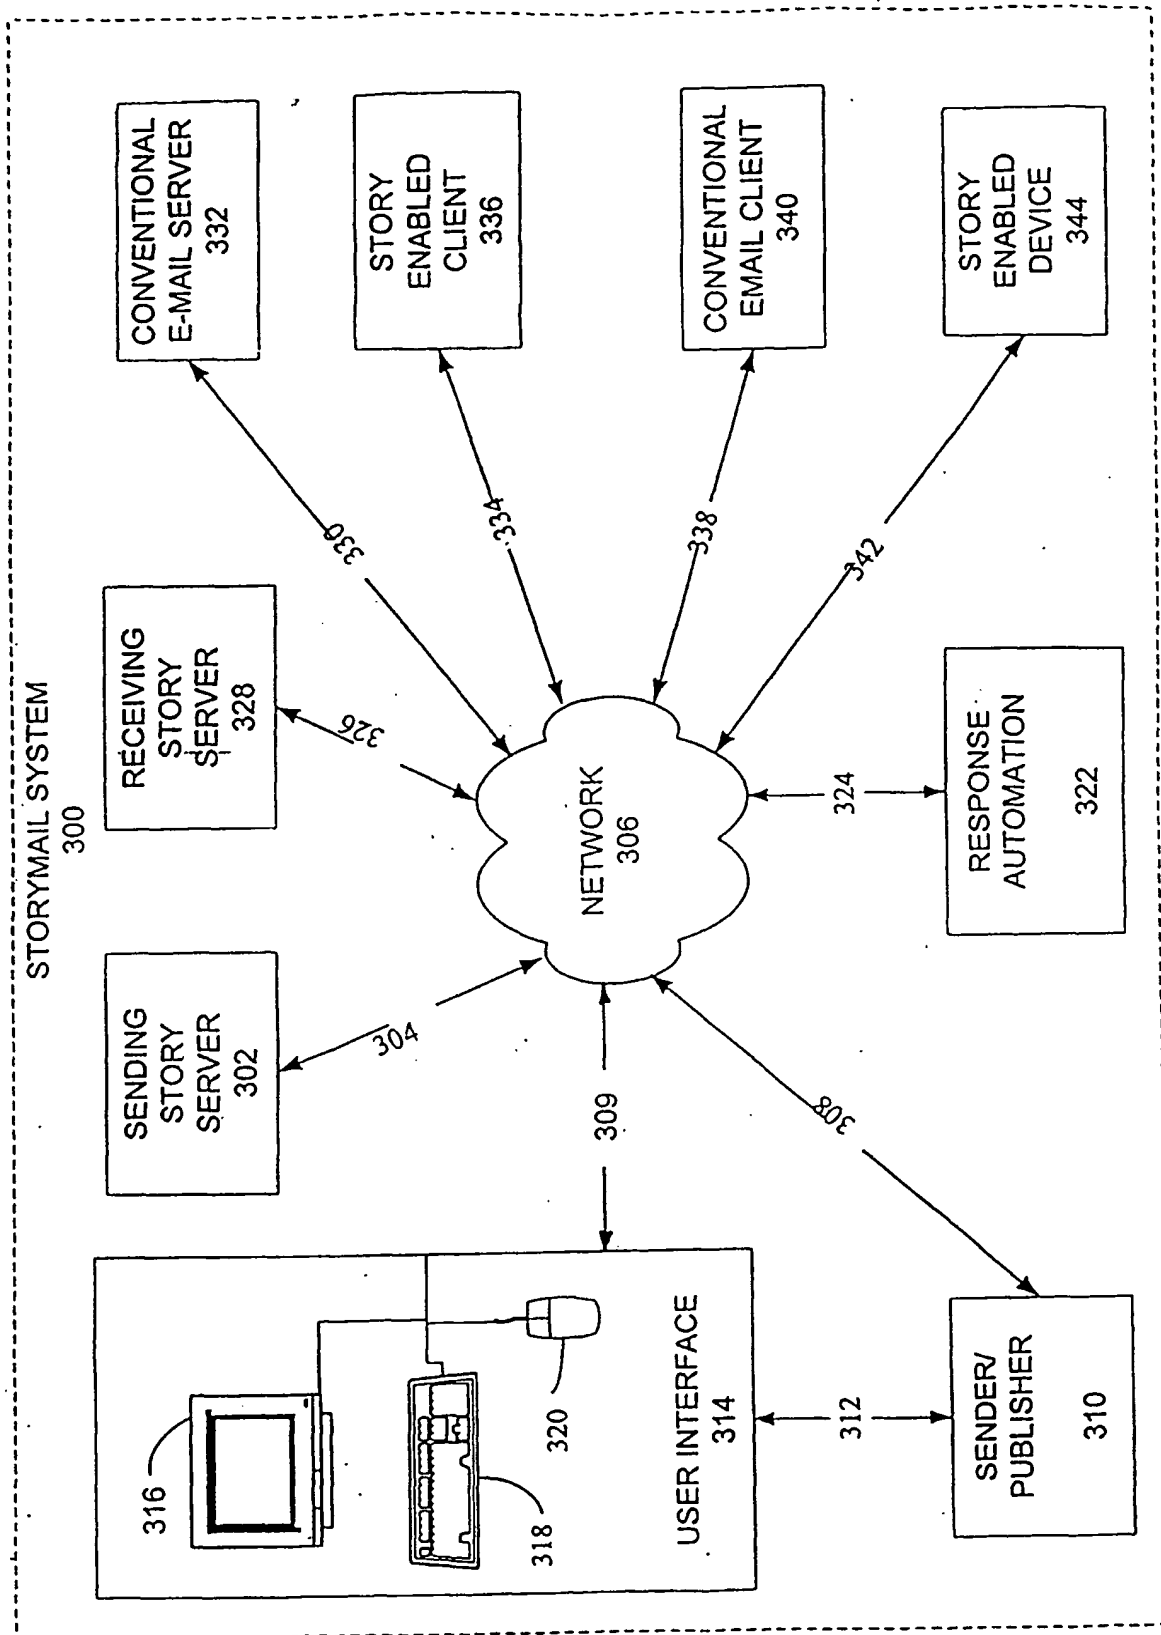 STORYMAIL SYSTEM
300
SENDING
STORY
SERVER
302
RECEIVING
STORY
SERVER
328
CONVENTIONAL
E-MAIL SERVER
332
STORY
ENABLED
CLIENT
336
CONVENTIONAL
EMAIL CLIENT
340
STORY
ENABLED
DEVICE
344
304
326
330
334
338
342
NETWORK
306
309
308
324
316
318
320
USER INTERFACE
314
312
SENDER/
PUBLISHER
310
RESPONSE
AUTOMATION
322